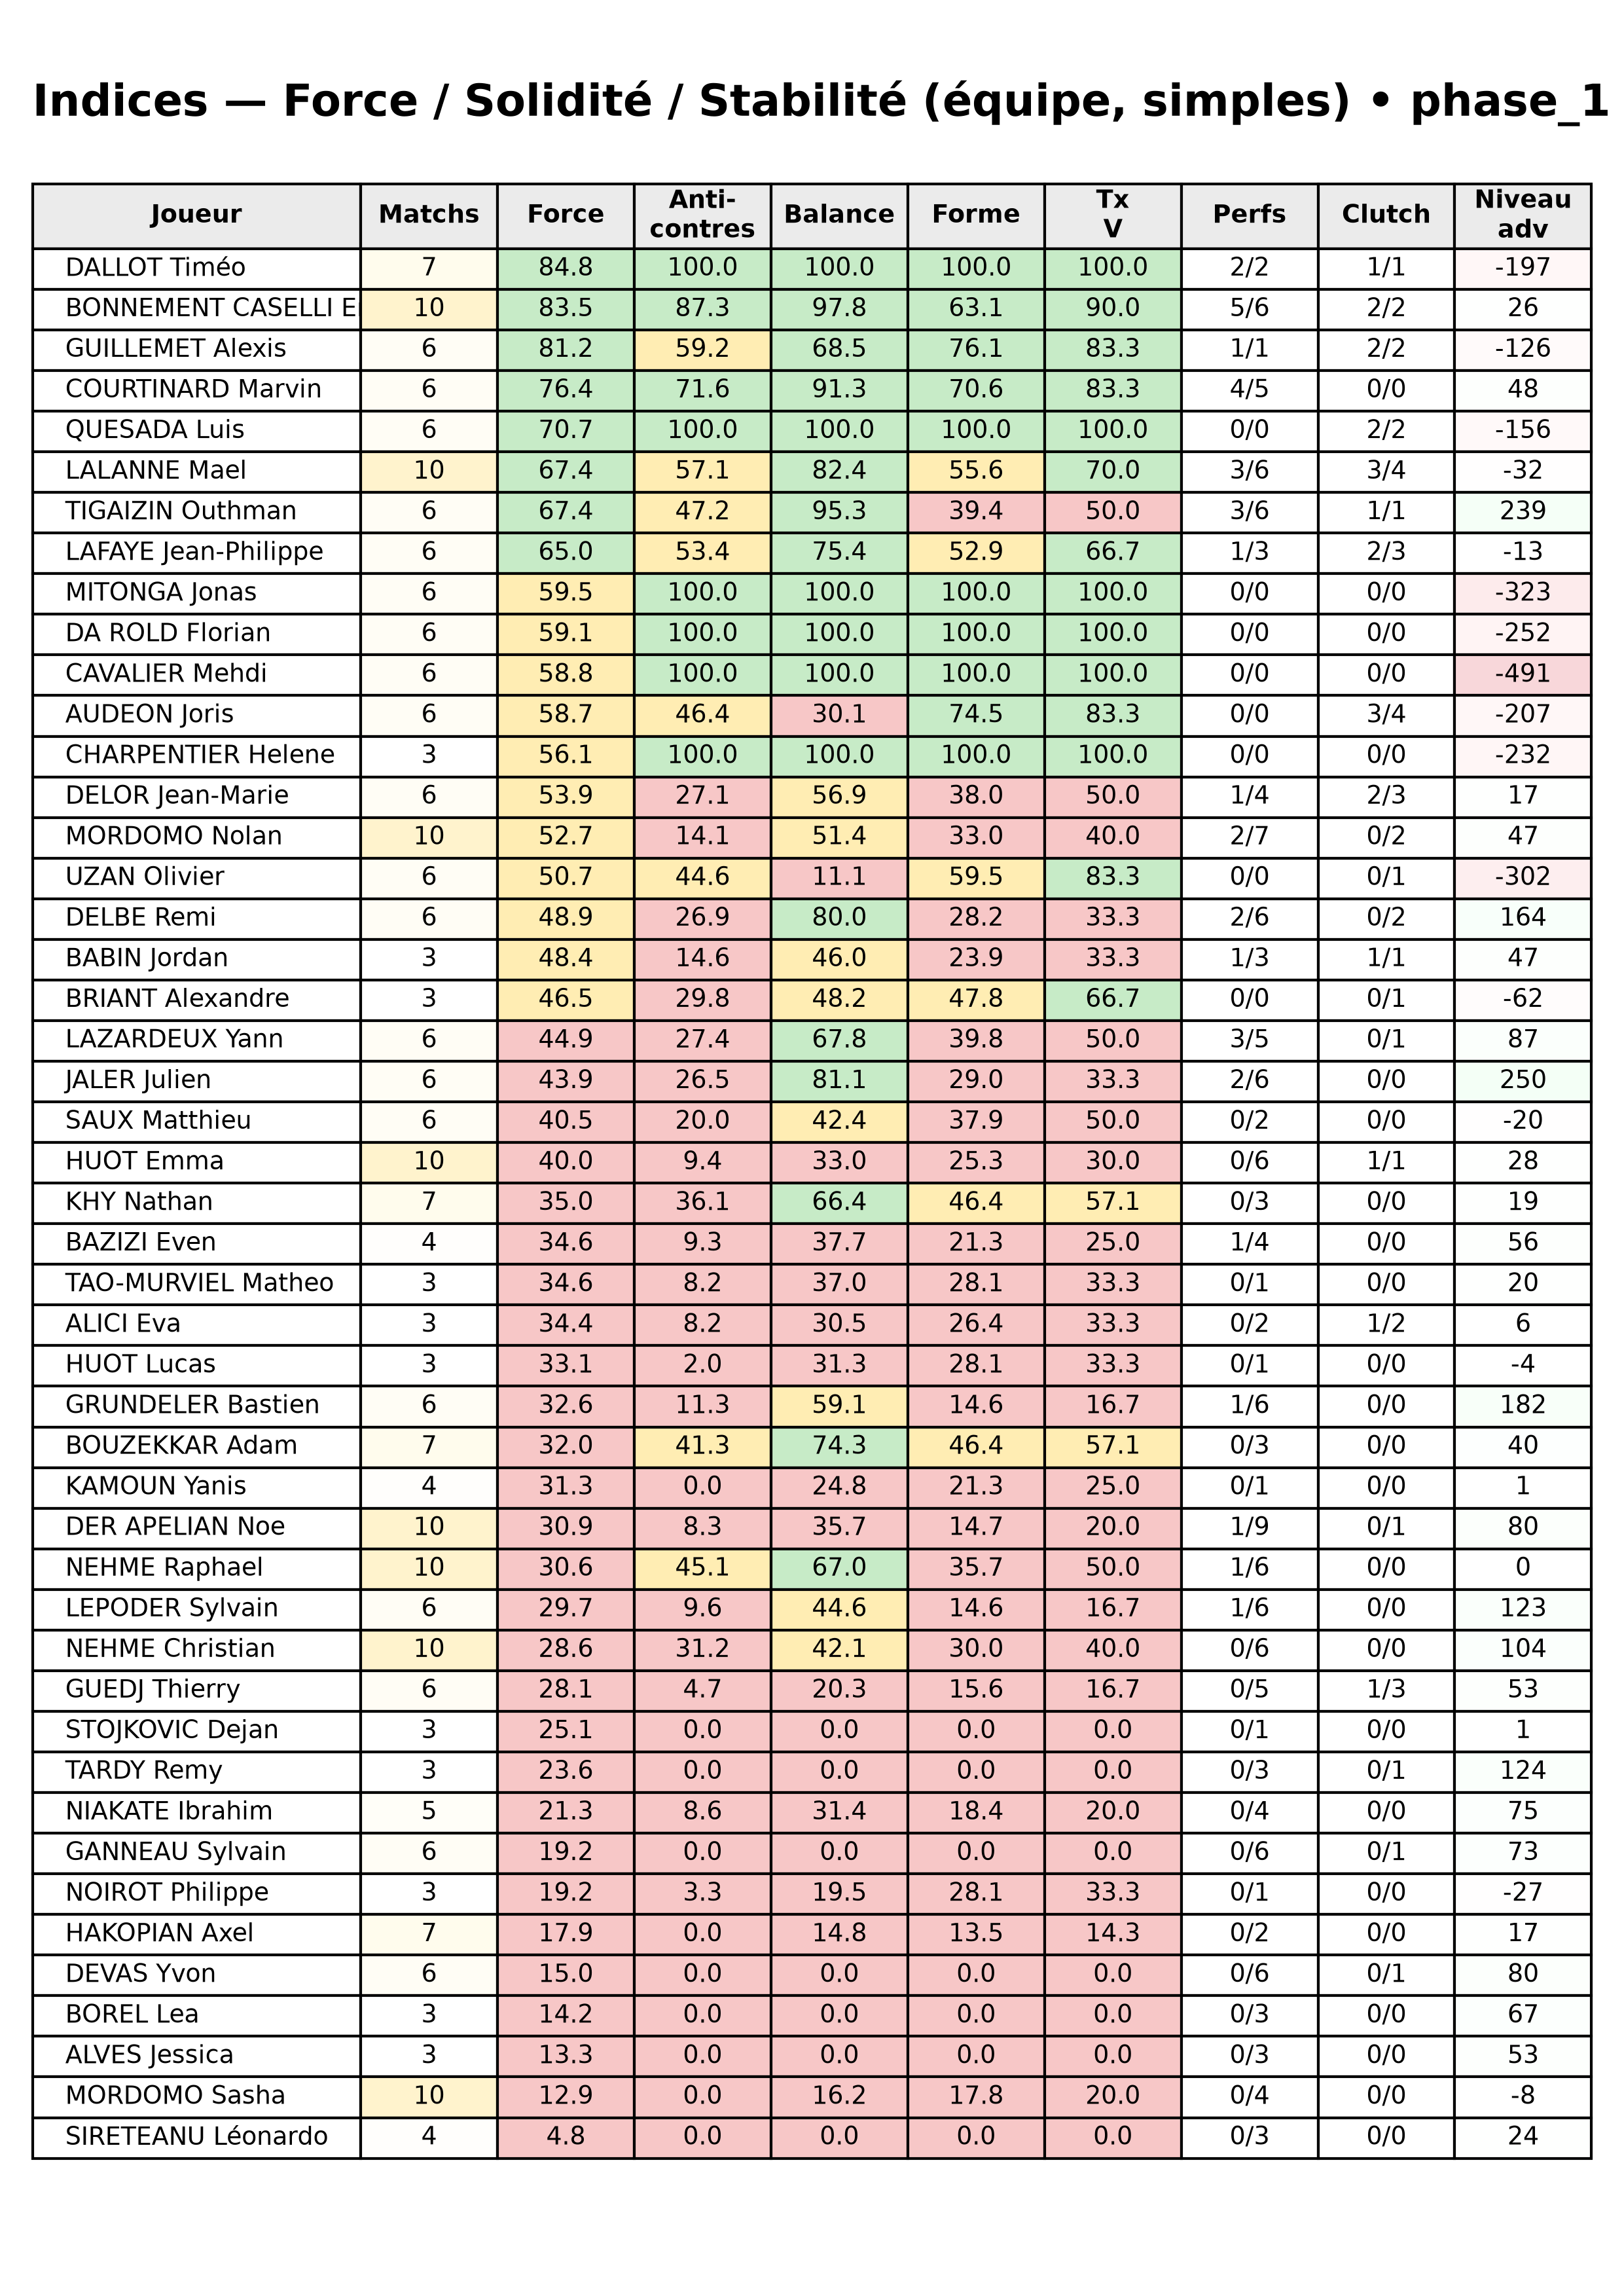 Indices — Force / Solidité / Stabilité (équipe, simples) • phase_1
Joueur Matchs Force Anti-contres Balance Forme Tx V Perfs Clutch Niveau adv
DALLOT Timéo 7 84.8 100.0 100.0 100.0 100.0 2/2 1/1 -197
BONNEMENT CASELLI E 10 83.5 87.3 97.8 63.1 90.0 5/6 2/2 26
GUILLEMET Alexis 6 81.2 59.2 68.5 76.1 83.3 1/1 2/2 -126
COURTINARD Marvin 6 76.4 71.6 91.3 70.6 83.3 4/5 0/0 48
QUESADA Luis 6 70.7 100.0 100.0 100.0 100.0 0/0 2/2 -156
LALANNE Mael 10 67.4 57.1 82.4 55.6 70.0 3/6 3/4 -32
TIGAIZIN Outhman 6 67.4 47.2 95.3 39.4 50.0 3/6 1/1 239
LAFAYE Jean-Philippe 6 65.0 53.4 75.4 52.9 66.7 1/3 2/3 -13
MITONGA Jonas 6 59.5 100.0 100.0 100.0 100.0 0/0 0/0 -323
DA ROLD Florian 6 59.1 100.0 100.0 100.0 100.0 0/0 0/0 -252
CAVALIER Mehdi 6 58.8 100.0 100.0 100.0 100.0 0/0 0/0 -491
AUDEON Joris 6 58.7 46.4 30.1 74.5 83.3 0/0 3/4 -207
CHARPENTIER Helene 3 56.1 100.0 100.0 100.0 100.0 0/0 0/0 -232
DELOR Jean-Marie 6 53.9 27.1 56.9 38.0 50.0 1/4 2/3 17
MORDOMO Nolan 10 52.7 14.1 51.4 33.0 40.0 2/7 0/2 47
UZAN Olivier 6 50.7 44.6 11.1 59.5 83.3 0/0 0/1 -302
DELBE Remi 6 48.9 26.9 80.0 28.2 33.3 2/6 0/2 164
BABIN Jordan 3 48.4 14.6 46.0 23.9 33.3 1/3 1/1 47
BRIANT Alexandre 3 46.5 29.8 48.2 47.8 66.7 0/0 0/1 -62
LAZARDEUX Yann 6 44.9 27.4 67.8 39.8 50.0 3/5 0/1 87
JALER Julien 6 43.9 26.5 81.1 29.0 33.3 2/6 0/0 250
SAUX Matthieu 6 40.5 20.0 42.4 37.9 50.0 0/2 0/0 -20
HUOT Emma 10 40.0 9.4 33.0 25.3 30.0 0/6 1/1 28
KHY Nathan 7 35.0 36.1 66.4 46.4 57.1 0/3 0/0 19
BAZIZI Even 4 34.6 9.3 37.7 21.3 25.0 1/4 0/0 56
TAO-MURVIEL Matheo 3 34.6 8.2 37.0 28.1 33.3 0/1 0/0 20
ALICI Eva 3 34.4 8.2 30.5 26.4 33.3 0/2 1/2 6
HUOT Lucas 3 33.1 2.0 31.3 28.1 33.3 0/1 0/0 -4
GRUNDELER Bastien 6 32.6 11.3 59.1 14.6 16.7 1/6 0/0 182
BOUZEKKAR Adam 7 32.0 41.3 74.3 46.4 57.1 0/3 0/0 40
KAMOUN Yanis 4 31.3 0.0 24.8 21.3 25.0 0/1 0/0 1
DER APELIAN Noe 10 30.9 8.3 35.7 14.7 20.0 1/9 0/1 80
NEHME Raphael 10 30.6 45.1 67.0 35.7 50.0 1/6 0/0 0
LEPODER Sylvain 6 29.7 9.6 44.6 14.6 16.7 1/6 0/0 123
NEHME Christian 10 28.6 31.2 42.1 30.0 40.0 0/6 0/0 104
GUEDJ Thierry 6 28.1 4.7 20.3 15.6 16.7 0/5 1/3 53
STOJKOVIC Dejan 3 25.1 0.0 0.0 0.0 0.0 0/1 0/0 1
TARDY Remy 3 23.6 0.0 0.0 0.0 0.0 0/3 0/1 124
NIAKATE Ibrahim 5 21.3 8.6 31.4 18.4 20.0 0/4 0/0 75
GANNEAU Sylvain 6 19.2 0.0 0.0 0.0 0.0 0/6 0/1 73
NOIROT Philippe 3 19.2 3.3 19.5 28.1 33.3 0/1 0/0 -27
HAKOPIAN Axel 7 17.9 0.0 14.8 13.5 14.3 0/2 0/0 17
DEVAS Yvon 6 15.0 0.0 0.0 0.0 0.0 0/6 0/1 80
BOREL Lea 3 14.2 0.0 0.0 0.0 0.0 0/3 0/0 67
ALVES Jessica 3 13.3 0.0 0.0 0.0 0.0 0/3 0/0 53
MORDOMO Sasha 10 12.9 0.0 16.2 17.8 20.0 0/4 0/0 -8
SIRETEANU Léonardo 4 4.8 0.0 0.0 0.0 0.0 0/3 0/0 24